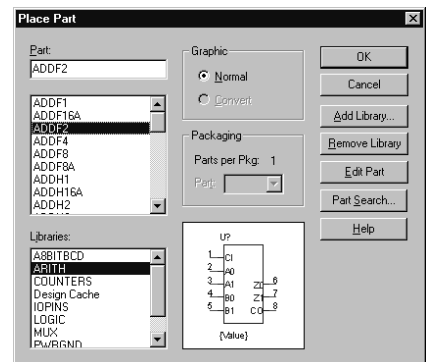 Place Part
Part:
ADDF2
ADDF1
ADDF16A
ADDF2
ADDF4
ADDF8
ADDF8A
ADDH1
ADDH16A
ADDH2
Libraries:
A8BITBCD
ARITH
COUNTERS
Design Cache
IOPINS
LOGIC
MUX
PWRGND
Graphic
Normal
Convert
Packaging
Parts per Pkg: 1
Part:
U?
1 CI
2 A0
3 A1 Z0 6
4 B0 Z1 7
5 B1 CO 8
{Value}
OK
Cancel
Add Library...
Remove Library
Edit Part
Part Search...
Help